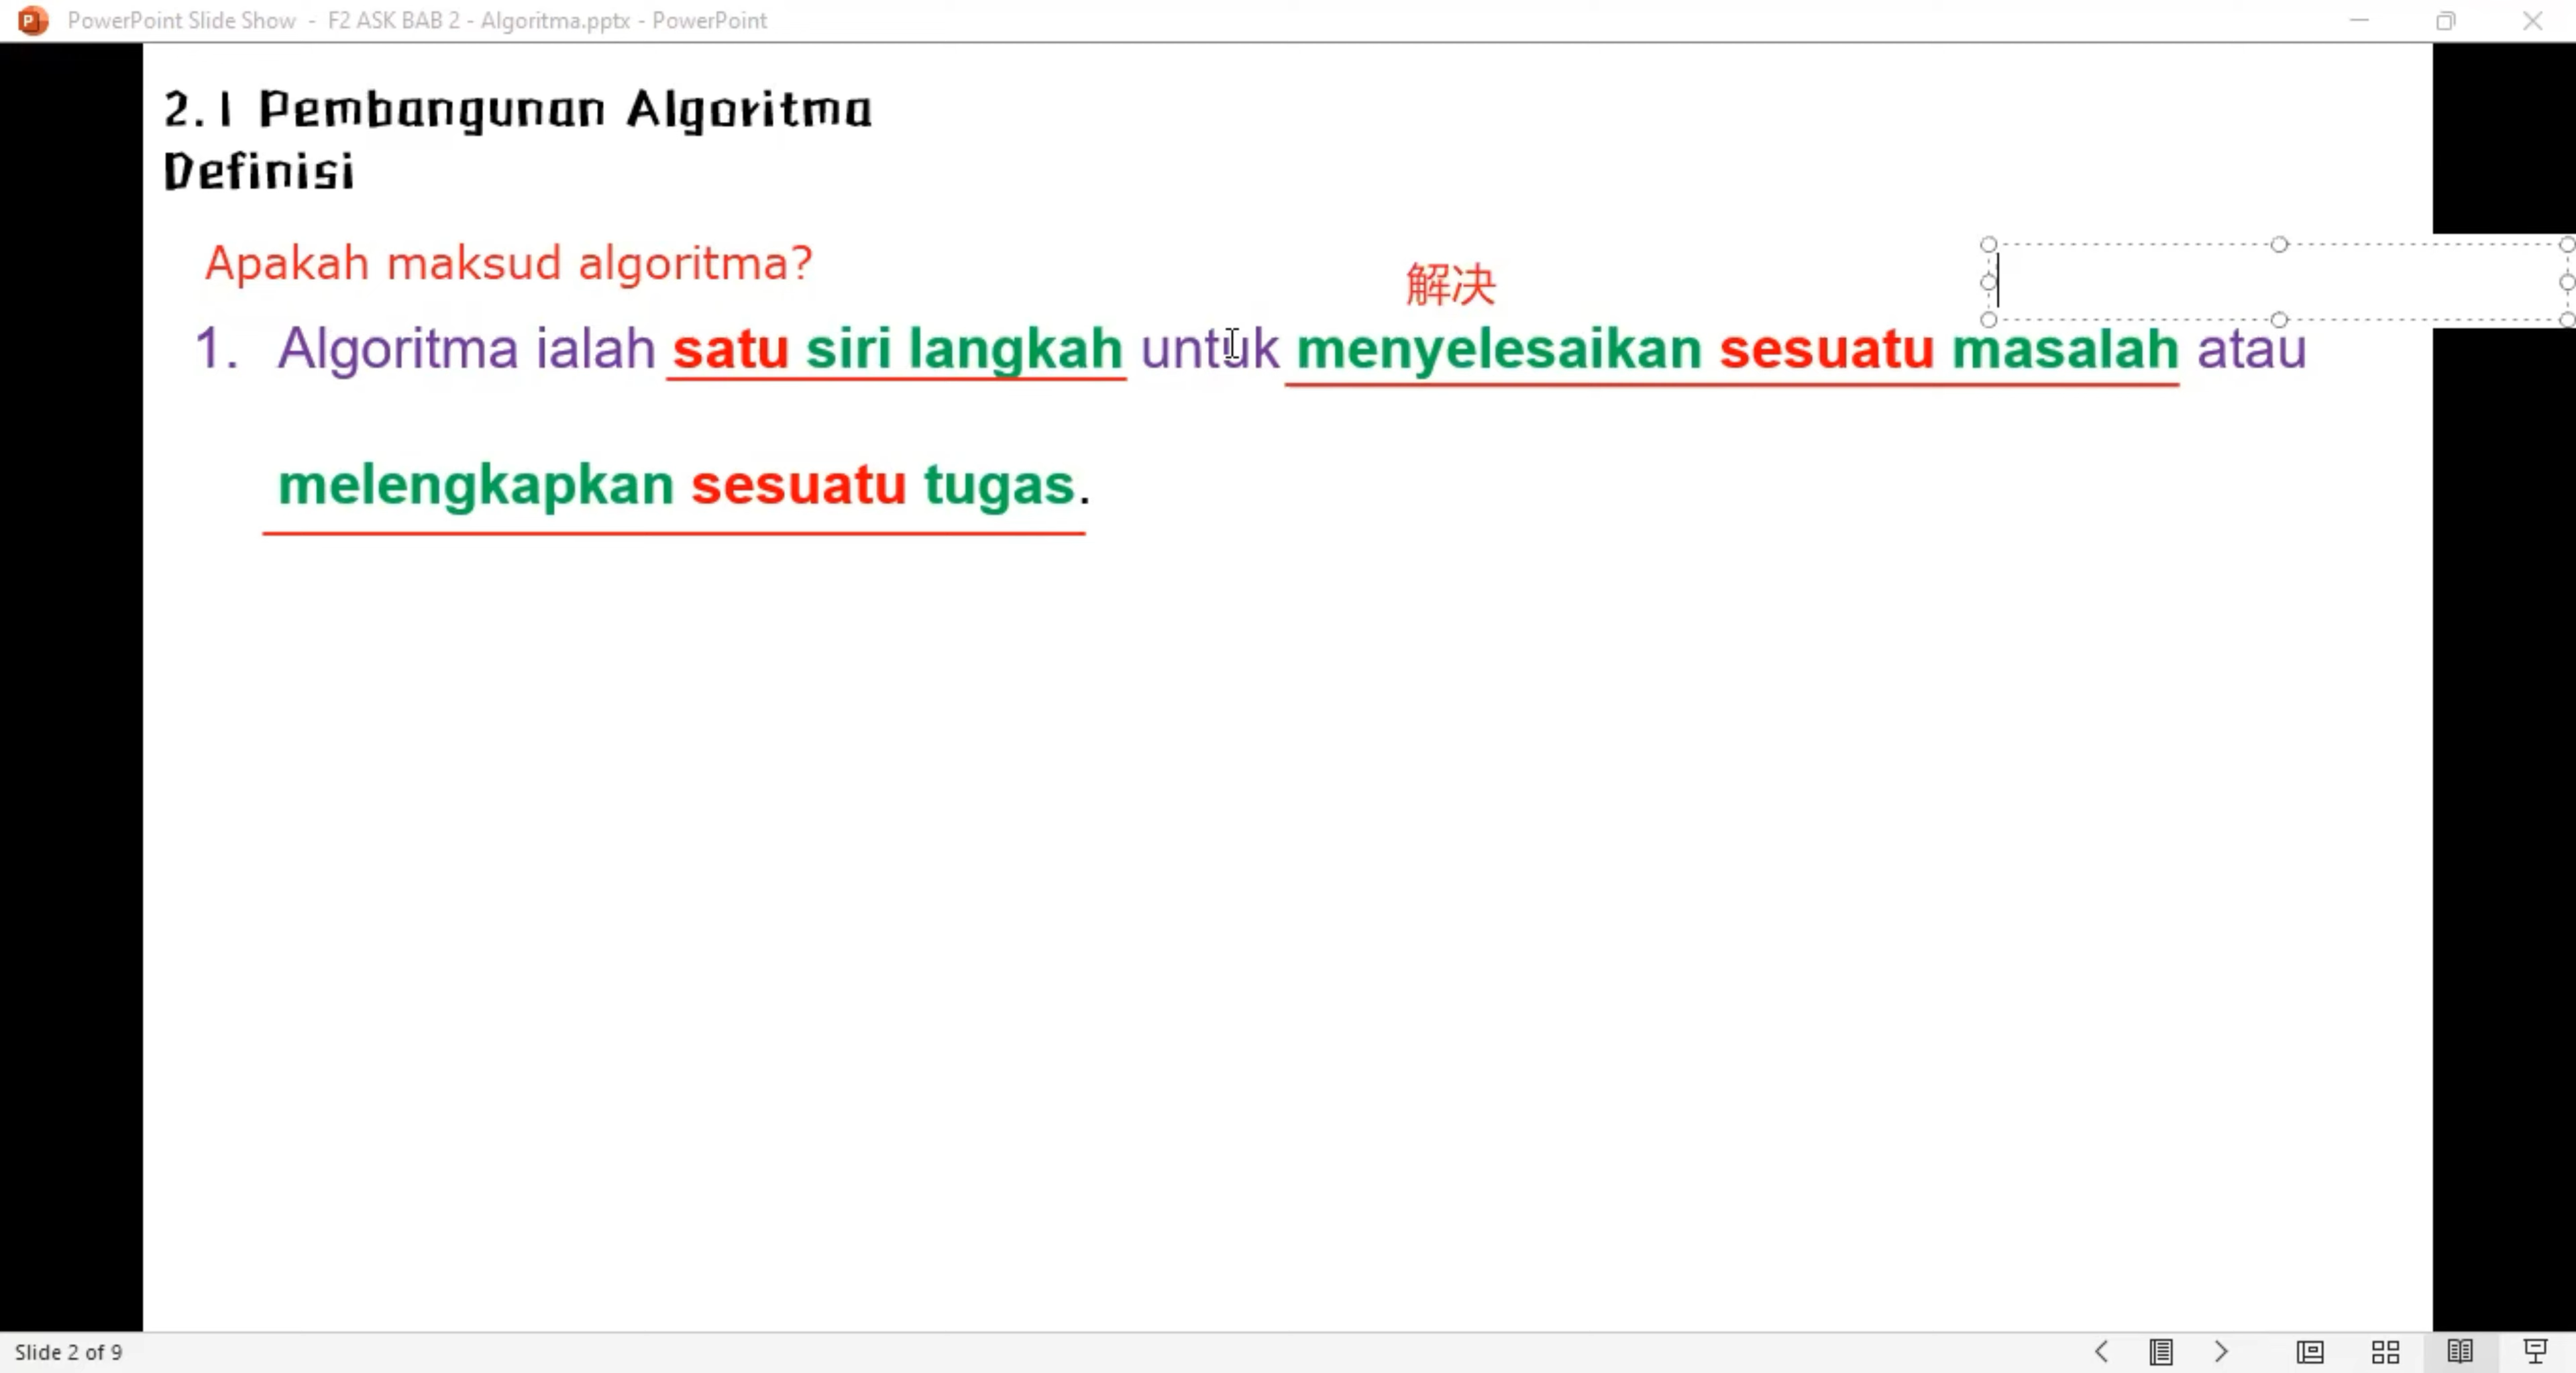 PowerPoint Slide Show - F2 ASK BAB 2 - Algoritma.pptx - PowerPoint
2.1 Pembangunan Algoritma
Definisi
Apakah maksud algoritma?
解决
1. Algoritma ialah satu siri langkah untuk menyelesaikan sesuatu masalah atau
melengkapkan sesuatu tugas.
Slide 2 of 9